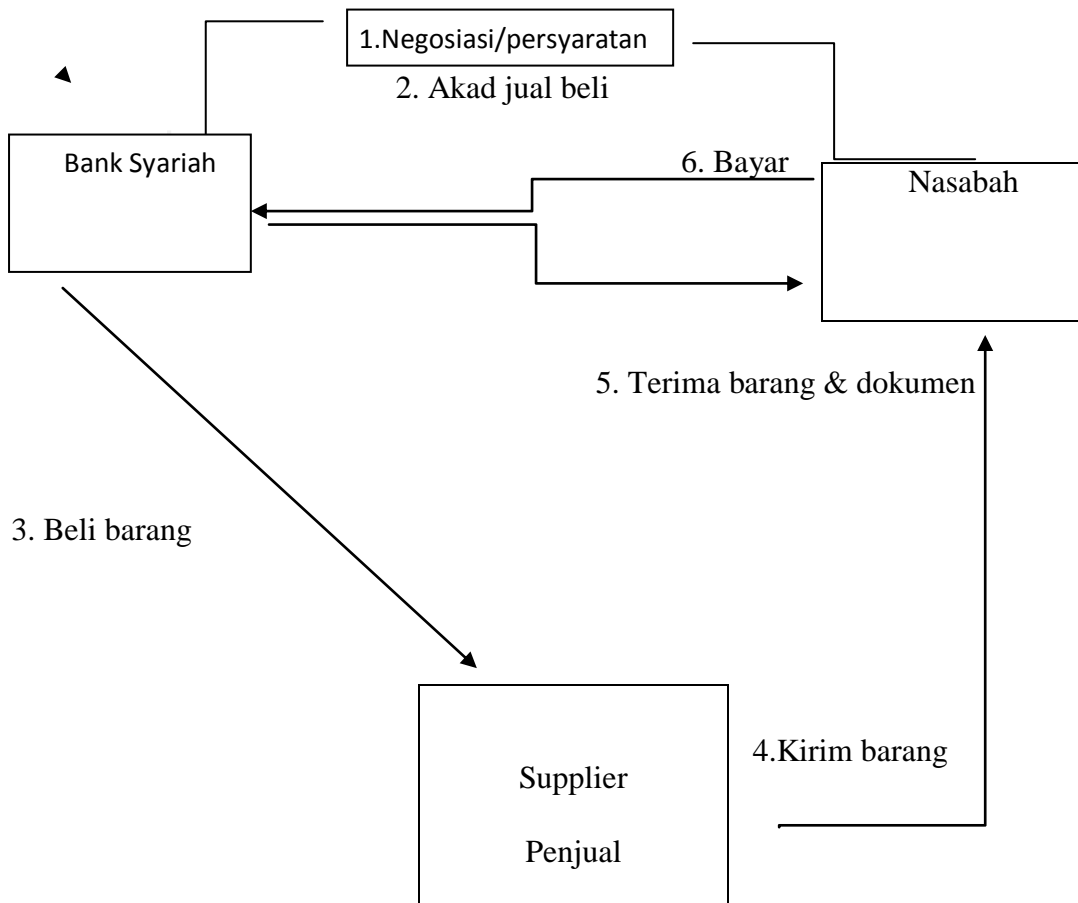 1.Negosiasi/persyaratan
2. Akad jual beli
Bank Syariah
6. Bayar
Nasabah
5. Terima barang & dokumen
3. Beli barang
4.Kirim barang
Supplier
Penjual